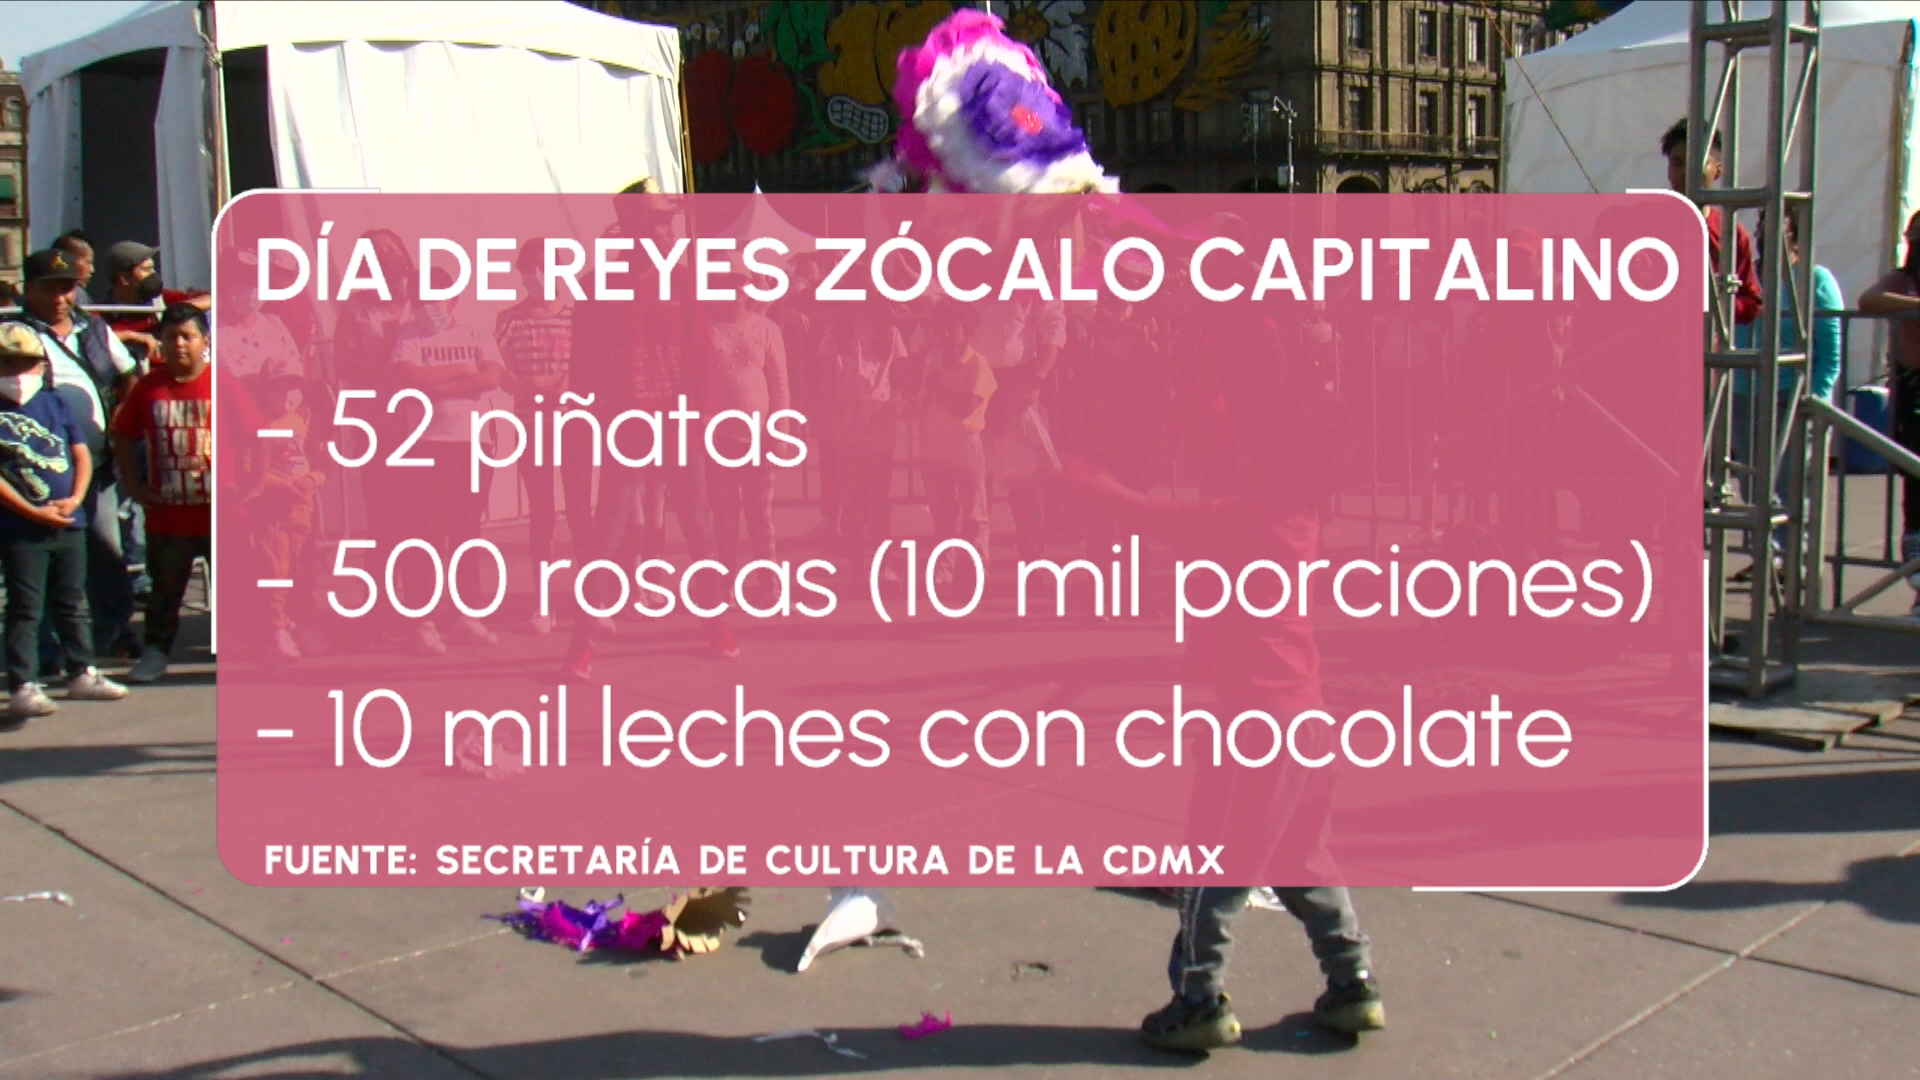 DÍA DE REYES ZÓCALO CAPITALINO
- 52 piñatas
- 500 roscas (10 mil porciones)
- 10 mil leches con chocolate
FUENTE: SECRETARÍA DE CULTURA DE LA CDMX
PUMA